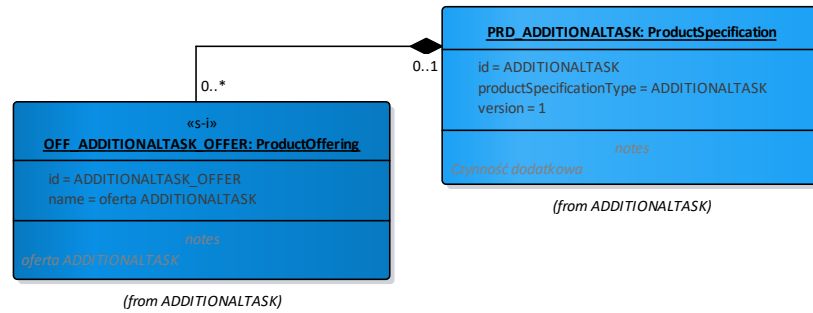 PRD_ADDITIONALTASK: ProductSpecification
id = ADDITIONALTASK
productSpecificationType = ADDITIONALTASK
version = 1
notes
Czynność dodatkowa
(from ADDITIONALTASK)
0..1
0..*
«s-i»
OFF_ADDITIONALTASK_OFFER: ProductOffering
id = ADDITIONALTASK_OFFER
name = oferta ADDITIONALTASK
notes
oferta ADDITIONALTASK
(from ADDITIONALTASK)